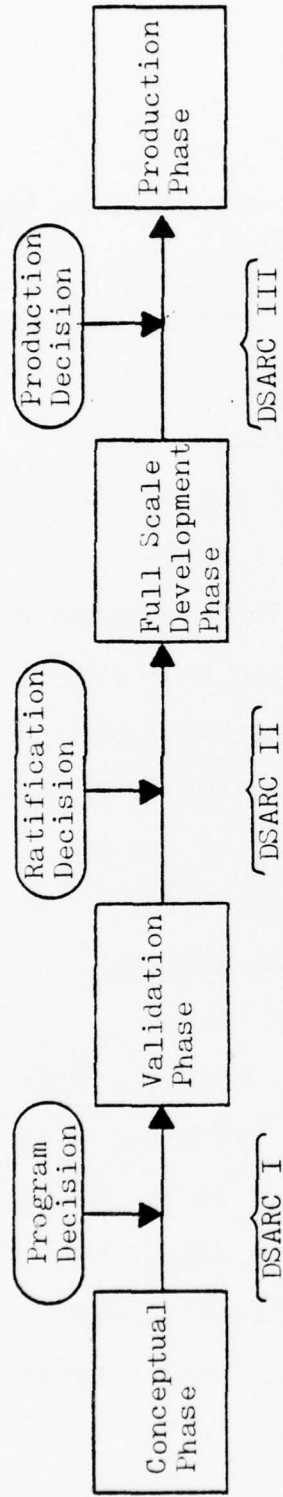 Program
Decision
Ratification
Decision
Production
Decision
Conceptual
Phase
Validation
Phase
Full Scale
Development
Phase
Production
Phase
DSARC I
DSARC II
DSARC III